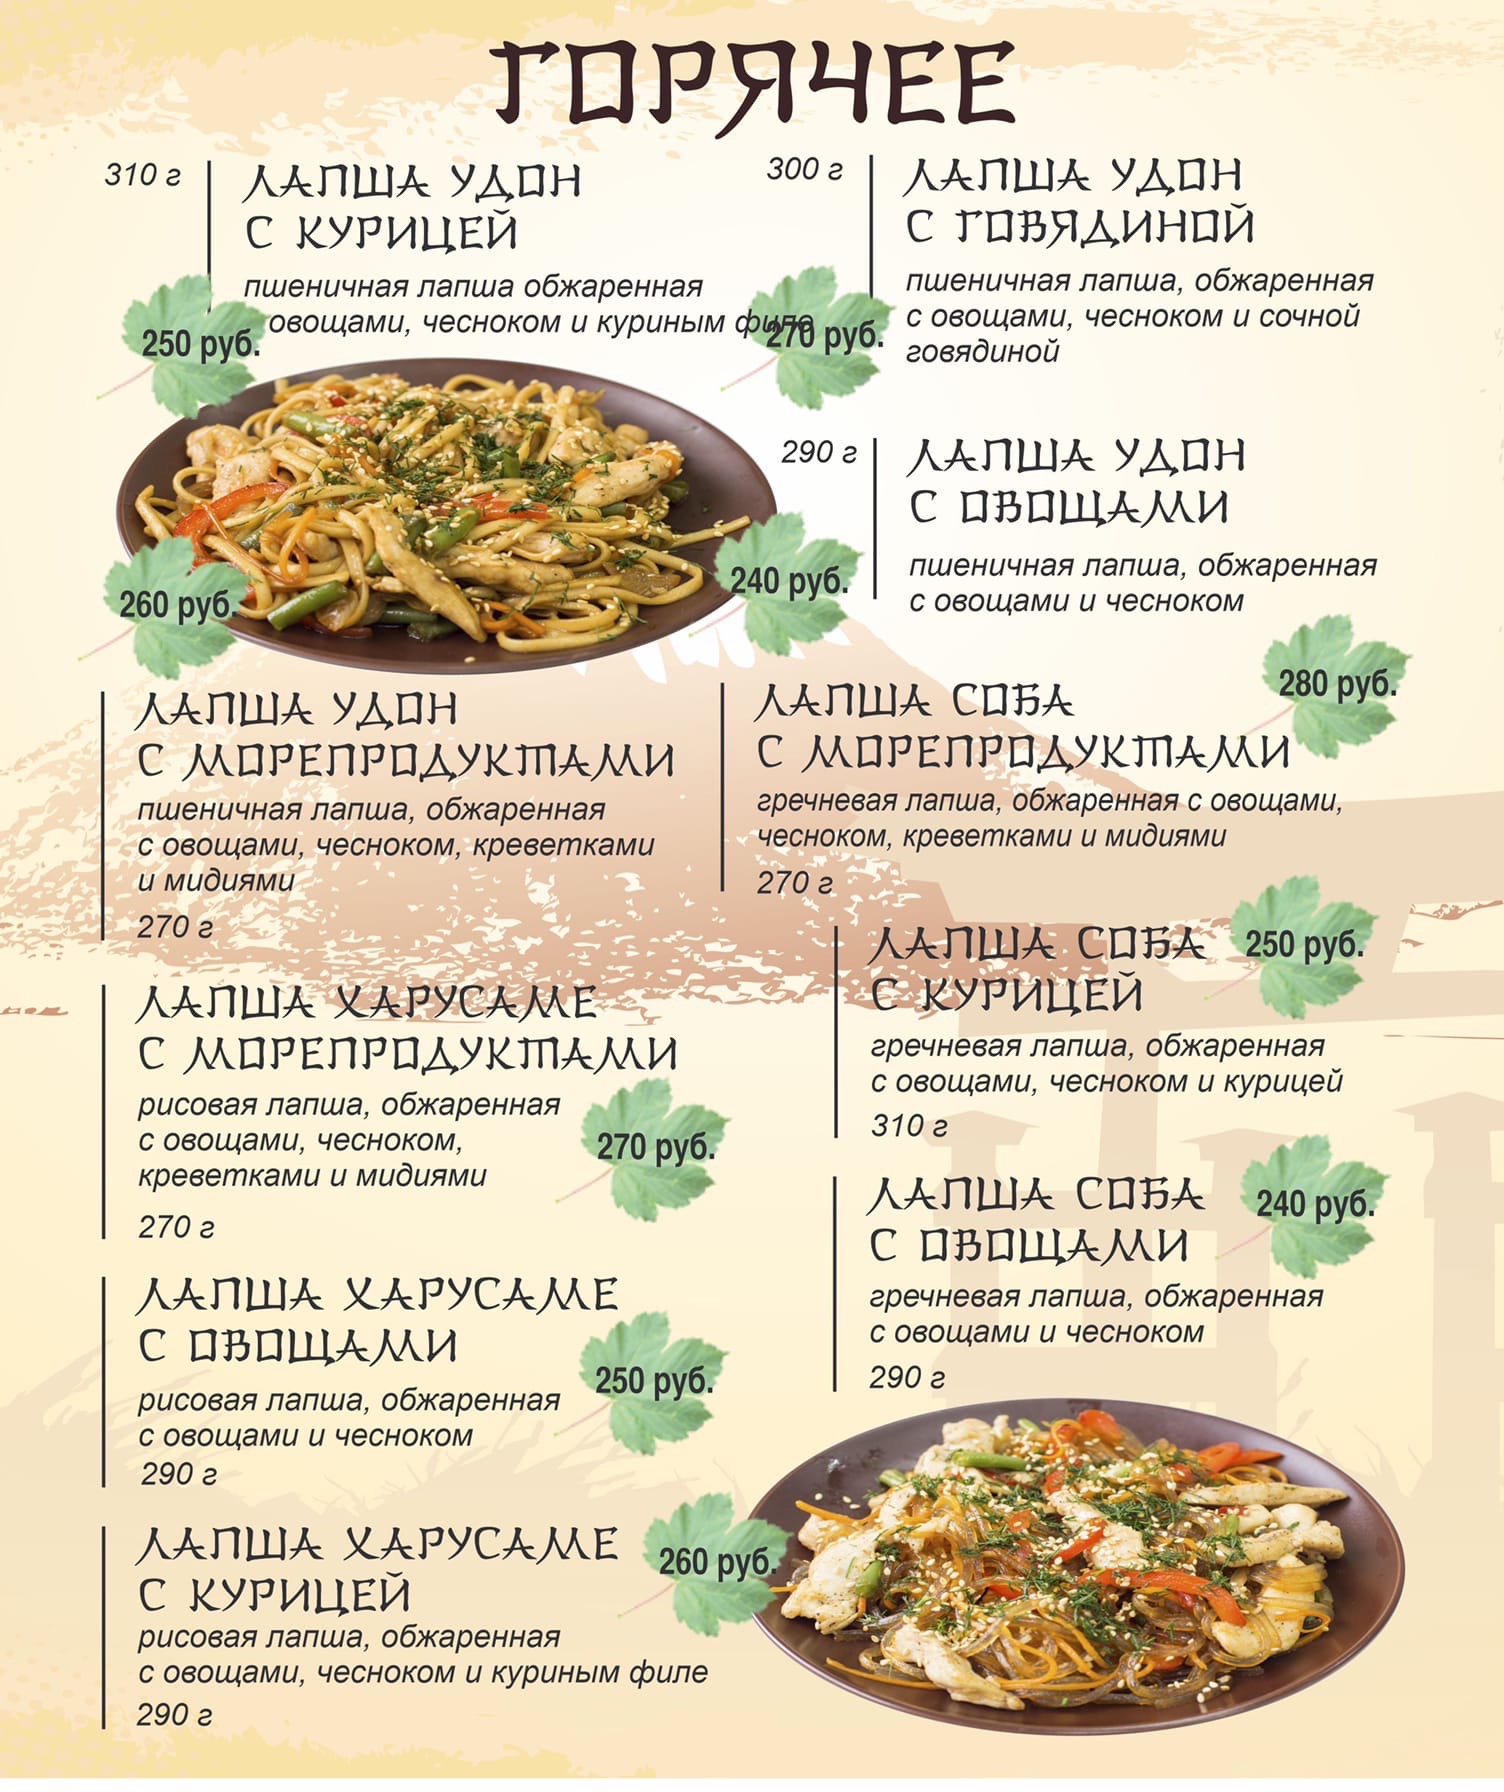 ГОРЯЧЕЕ
310 г
ЛАПША УДОН
С КУРИЦЕЙ
пшеничная лапша обжаренная
овощами, чесноком и куриным филе
250 руб.
300 г
ЛАПША УДОН
С ГОВЯДИНОЙ
пшеничная лапша, обжаренная
с овощами, чесноком и сочной
говядиной
270 руб.
290 г
ЛАПША УДОН
С ОВОЩАМИ
пшеничная лапша, обжаренная
с овощами и чесноком
240 руб.
260 руб.
ЛАПША УДОН
С МОРЕПРОДУКТАМИ
пшеничная лапша, обжаренная
с овощами, чесноком, креветками
и мидиями
270 г
280 руб.
ЛАПША СОБА
С МОРЕПРОДУКТАМИ
гречневая лапша, обжаренная с овощами,
чесноком, креветками и мидиями
270 г
ЛАПША СОБА
С КУРИЦЕЙ
250 руб.
гречневая лапша, обжаренная
с овощами, чесноком и курицей
310 г
ЛАПША ХАРУСАМЕ
С МОРЕПРОДУКТАМИ
рисовая лапша, обжаренная
с овощами, чесноком,
креветками и мидиями
270 руб.
270 г
ЛАПША СОБА
С ОВОЩАМИ
240 руб.
гречневая лапша, обжаренная
с овощами и чесноком
290 г
ЛАПША ХАРУСАМЕ
С ОВОЩАМИ
250 руб.
рисовая лапша, обжаренная
с овощами и чесноком
290 г
ЛАПША ХАРУСАМЕ
С КУРИЦЕЙ
260 руб.
рисовая лапша, обжаренная
с овощами, чесноком и куриным филе
290 г